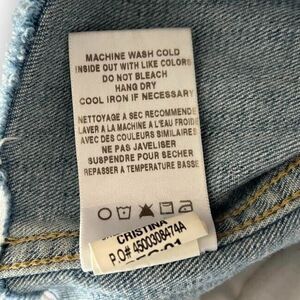 MACHINE WASH COLD
INSIDE OUT WITH LIKE COLORS
DO NOT BLEACH
HANG DRY
COOL IRON IF NECESSARY
NETTOYAGE A SEC RECOMMENDE
LAVER A LA MACHINE A L'EAU FROIDE
AVEC DES COULEURS SIMILAIRES
NE PAS JAVELISER
SUSPENDRE POUR SECHER
REPASSER A TEMPERATURE BASSE
CRISTINA
P.O# 4500308474A